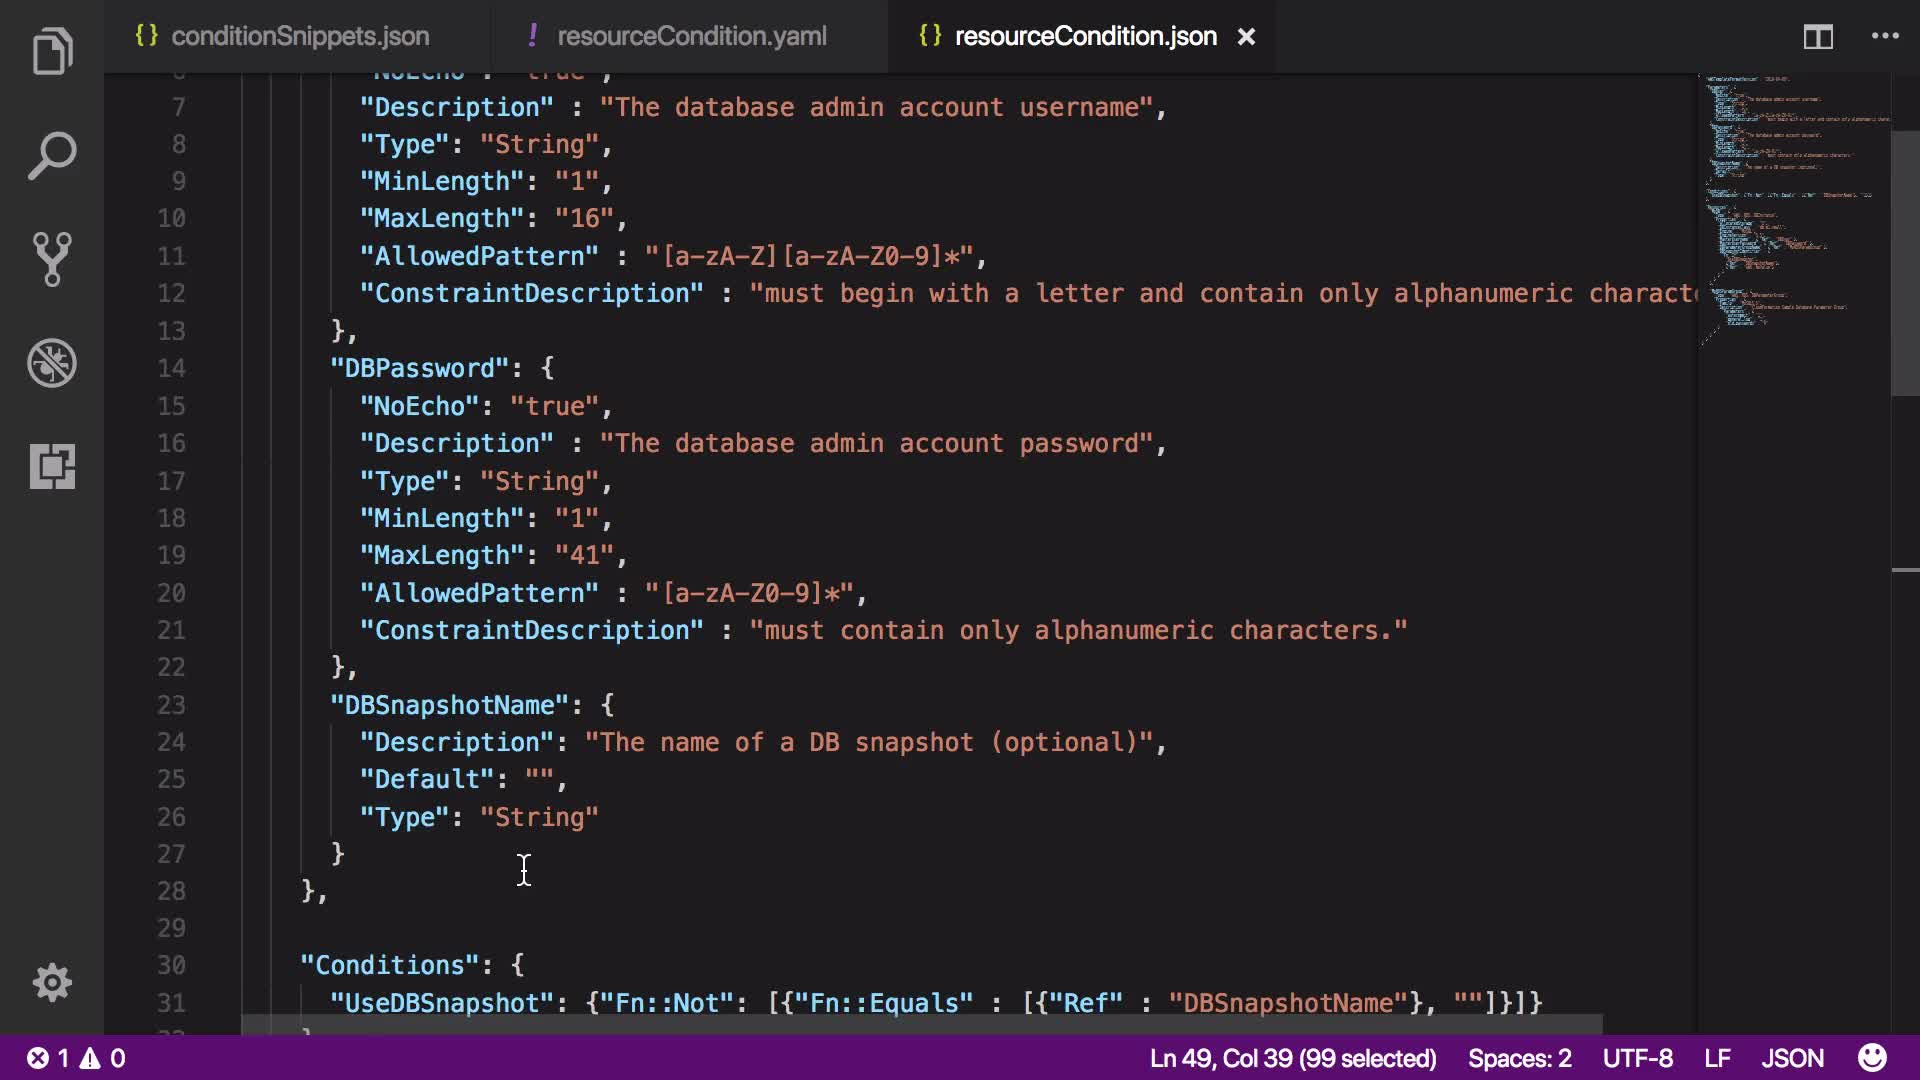 {} conditionSnippets.json ! resourceCondition.yaml {} resourceCondition.json ×
"NoEcho" : "true",
7 "Description" : "The database admin account username",
8 "Type": "String",
9 "MinLength": "1",
10 "MaxLength": "16",
11 "AllowedPattern" : "[a-zA-Z][a-zA-Z0-9]*",
12 "ConstraintDescription" : "must begin with a letter and contain only alphanumeric characte
13 },
14 "DBPassword": {
15 "NoEcho": "true",
16 "Description" : "The database admin account password",
17 "Type": "String",
18 "MinLength": "1",
19 "MaxLength": "41",
20 "AllowedPattern" : "[a-zA-Z0-9]*",
21 "ConstraintDescription" : "must contain only alphanumeric characters."
22 },
23 "DBSnapshotName": {
24 "Description": "The name of a DB snapshot (optional)",
25 "Default": "",
26 "Type": "String"
27 }
28 },
29
30 "Conditions": {
31 "UseDBSnapshot": {"Fn::Not": [{"Fn::Equals" : [{"Ref" : "DBSnapshotName"}, ""]}]}
1 0 Ln 49, Col 39 (99 selected) Spaces: 2 UTF-8 LF JSON